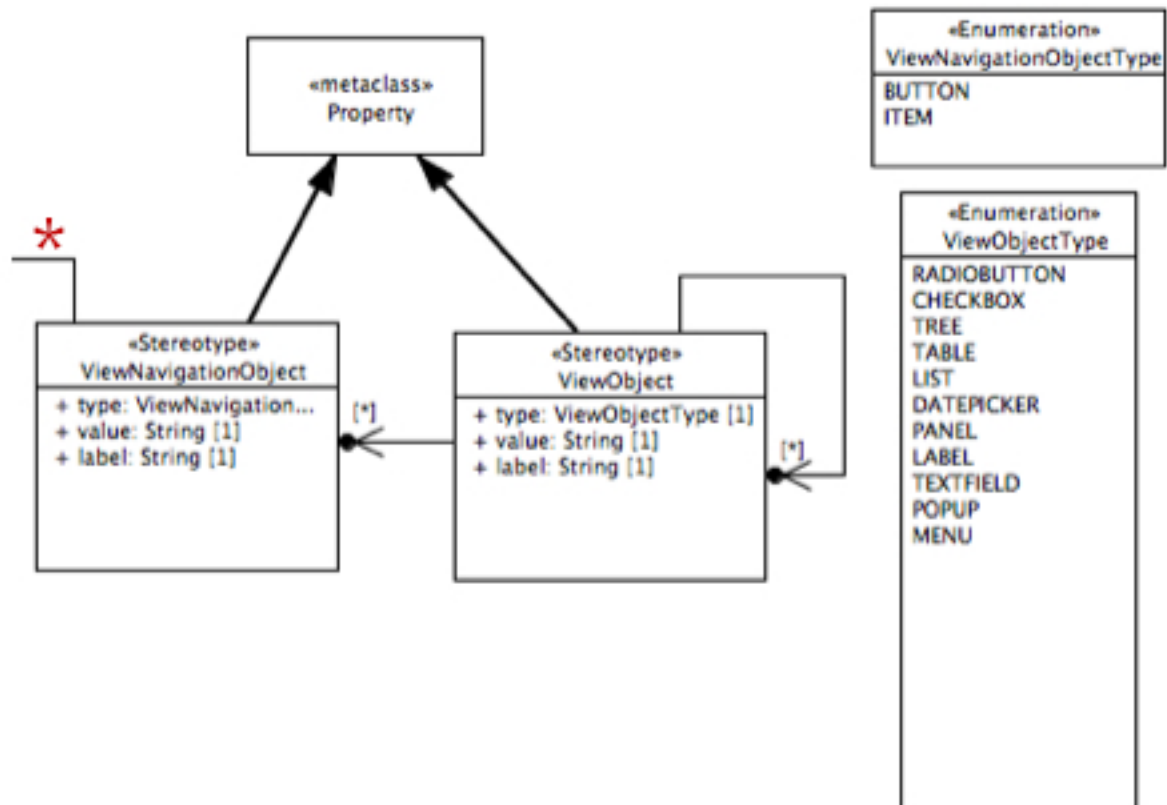 «metaclass»
Property
*
«Stereotype»
ViewNavigationObject
+ type: ViewNavigation...
+ value: String [1]
+ label: String [1]
[*]
«Stereotype»
ViewObject
+ type: ViewObjectType [1]
+ value: String [1]
+ label: String [1]
[*]
«Enumeration»
ViewNavigationObjectType
BUTTON
ITEM
«Enumeration»
ViewObjectType
RADIOBUTTON
CHECKBOX
TREE
TABLE
LIST
DATEPICKER
PANEL
LABEL
TEXTFIELD
POPUP
MENU